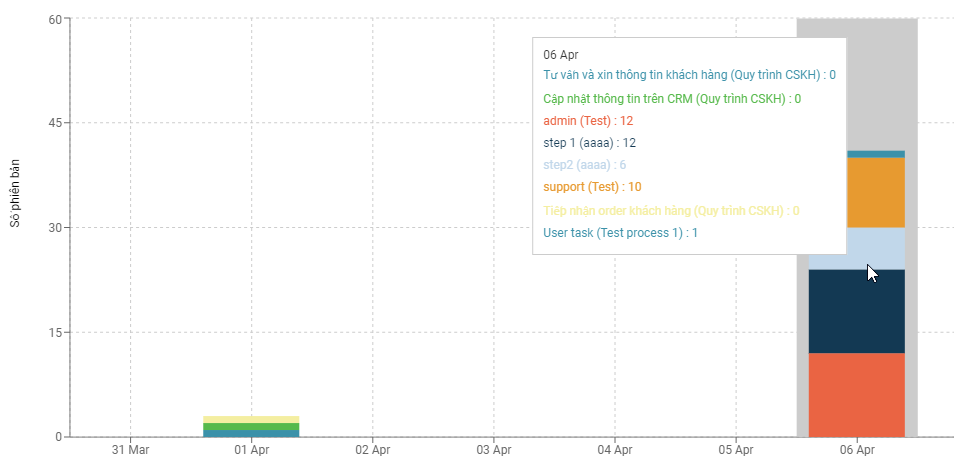 60
45
30
15
0
Số phiên bản
06 Apr
Tư vấn và xin thông tin khách hàng (Quy trình CSKH) : 0
Cập nhật thông tin trên CRM (Quy trình CSKH) : 0
admin (Test) : 12
step 1 (aaaa) : 12
step2 (aaaa) : 6
support (Test) : 10
Tiếp nhận order khách hàng (Quy trình CSKH) : 0
User task (Test process 1) : 1
31 Mar
01 Apr
02 Apr
03 Apr
04 Apr
05 Apr
06 Apr